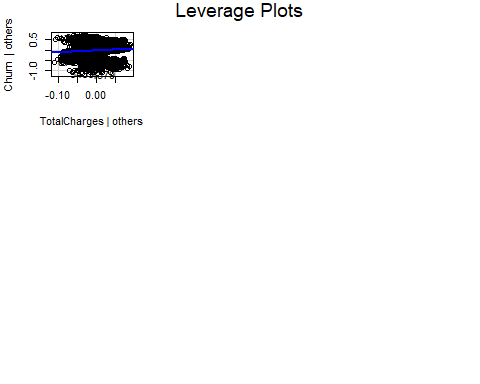 Leverage Plots
Churn | others
0.5
-1.0
-0.10 0.00
TotalCharges | others